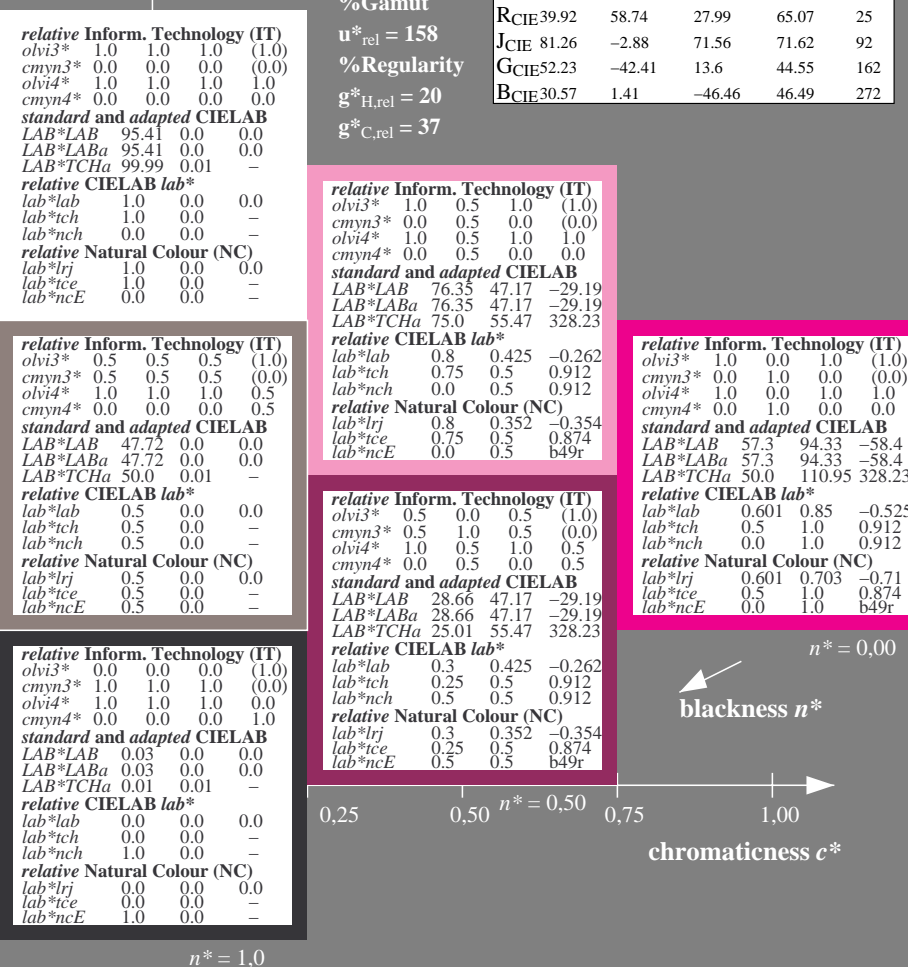 %Gamut
u*rel = 158
%Regularity
g*H,rel = 20
g*C,rel = 37
RCIE 39.92 58.74 27.99 65.07 25
JCIE 81.26 −2.88 71.56 71.62 92
GCIE 52.23 −42.41 13.6 44.55 162
BCIE 30.57 1.41 −46.46 46.49 272
relative Inform. Technology (IT)
olvi3* 1.0 1.0 1.0 (1.0)
cmyn3* 0.0 0.0 0.0 (0.0)
olvi4* 1.0 1.0 1.0 1.0
cmyn4* 0.0 0.0 0.0 0.0
standard and adapted CIELAB
LAB*LAB 95.41 0.0 0.0
LAB*LABa 95.41 0.0 0.0
LAB*TCHa 99.99 0.01 –
relative CIELAB lab*
lab*lab 1.0 0.0 0.0
lab*tch 1.0 0.0 –
lab*nch 0.0 0.0 –
relative Natural Colour (NC)
lab*lrj 1.0 0.0 0.0
lab*tce 1.0 0.0 –
lab*ncE 0.0 0.0 –
relative Inform. Technology (IT)
olvi3* 1.0 0.5 1.0 (1.0)
cmyn3* 0.0 0.5 0.0 (0.0)
olvi4* 1.0 0.5 1.0 1.0
cmyn4* 0.0 0.5 0.0 0.0
standard and adapted CIELAB
LAB*LAB 76.35 47.17 −29.19
LAB*LABa 76.35 47.17 −29.19
LAB*TCHa 75.0 55.47 328.23
relative CIELAB lab*
lab*lab 0.8 0.425 −0.262
lab*tch 0.75 0.5 0.912
lab*nch 0.0 0.5 0.912
relative Natural Colour (NC)
lab*lrj 0.8 0.352 −0.354
lab*tce 0.75 0.5 0.874
lab*ncE 0.0 0.5 b49r
relative Inform. Technology (IT)
olvi3* 0.5 0.5 0.5 (1.0)
cmyn3* 0.5 0.5 0.5 (0.0)
olvi4* 1.0 1.0 1.0 0.5
cmyn4* 0.0 0.0 0.0 0.5
standard and adapted CIELAB
LAB*LAB 47.72 0.0 0.0
LAB*LABa 47.72 0.0 0.0
LAB*TCHa 50.0 0.01 –
relative CIELAB lab*
lab*lab 0.5 0.0 0.0
lab*tch 0.5 0.0 –
lab*nch 0.5 0.0 –
relative Natural Colour (NC)
lab*lrj 0.5 0.0 0.0
lab*tce 0.5 0.0 –
lab*ncE 0.5 0.0 –
relative Inform. Technology (IT)
olvi3* 1.0 0.0 1.0 (1.0)
cmyn3* 0.0 1.0 0.0 (0.0)
olvi4* 1.0 0.0 1.0 1.0
cmyn4* 0.0 1.0 0.0 0.0
standard and adapted CIELAB
LAB*LAB 57.3 94.33 −58.4
LAB*LABa 57.3 94.33 −58.4
LAB*TCHa 50.0 110.95 328.23
relative CIELAB lab*
lab*lab 0.601 0.85 −0.525
lab*tch 0.5 1.0 0.912
lab*nch 0.0 1.0 0.912
relative Natural Colour (NC)
lab*lrj 0.601 0.703 −0.71
lab*tce 0.5 1.0 0.874
lab*ncE 0.0 1.0 b49r
relative Inform. Technology (IT)
olvi3* 0.5 0.0 0.5 (1.0)
cmyn3* 0.5 1.0 0.5 (0.0)
olvi4* 1.0 0.5 1.0 0.5
cmyn4* 0.0 0.5 0.0 0.5
standard and adapted CIELAB
LAB*LAB 28.66 47.17 −29.19
LAB*LABa 28.66 47.17 −29.19
LAB*TCHa 25.01 55.47 328.23
relative CIELAB lab*
lab*lab 0.3 0.425 −0.262
lab*tch 0.25 0.5 0.912
lab*nch 0.5 0.5 0.912
relative Natural Colour (NC)
lab*lrj 0.3 0.352 −0.354
lab*tce 0.25 0.5 0.874
lab*ncE 0.5 0.5 b49r
relative Inform. Technology (IT)
olvi3* 0.0 0.0 0.0 (1.0)
cmyn3* 1.0 1.0 1.0 (0.0)
olvi4* 1.0 1.0 1.0 0.0
cmyn4* 0.0 0.0 0.0 1.0
standard and adapted CIELAB
LAB*LAB 0.03 0.0 0.0
LAB*LABa 0.03 0.0 0.0
LAB*TCHa 0.01 0.01 –
relative CIELAB lab*
lab*lab 0.0 0.0 0.0
lab*tch 0.0 0.0 –
lab*nch 1.0 0.0 –
relative Natural Colour (NC)
lab*lrj 0.0 0.0 0.0
lab*tce 0.0 0.0 –
lab*ncE 1.0 0.0 –
n* = 0,00
blackness n*
0,25 0,50 n* = 0,50 0,75 1,00
chromaticness c*
n* = 1,0